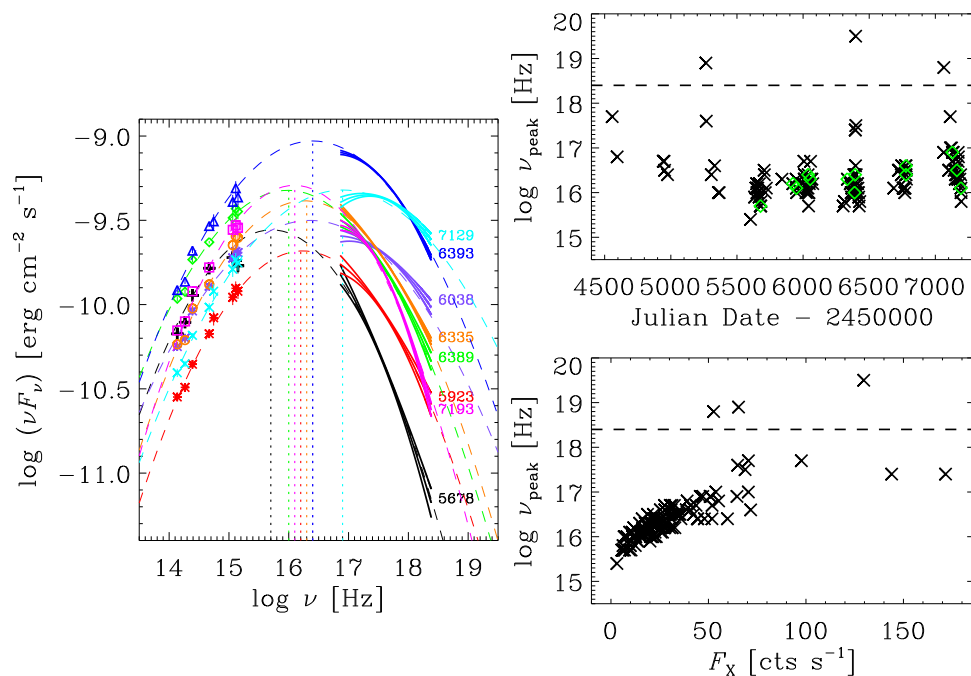 log (νFν) [erg cm⁻² s⁻¹]
−9.0
−9.5
−10.0
−10.5
−11.0
7129
6393
6038
6335
6389
5923
7193
5678
14 15 16 17 18 19
log ν [Hz]
log νpeak [Hz]
20
19
18
17
16
15
4500 5000 5500 6000 6500 7000
Julian Date − 2450000
log νpeak [Hz]
20
19
18
17
16
15
0 50 100 150
FX [cts s⁻¹]